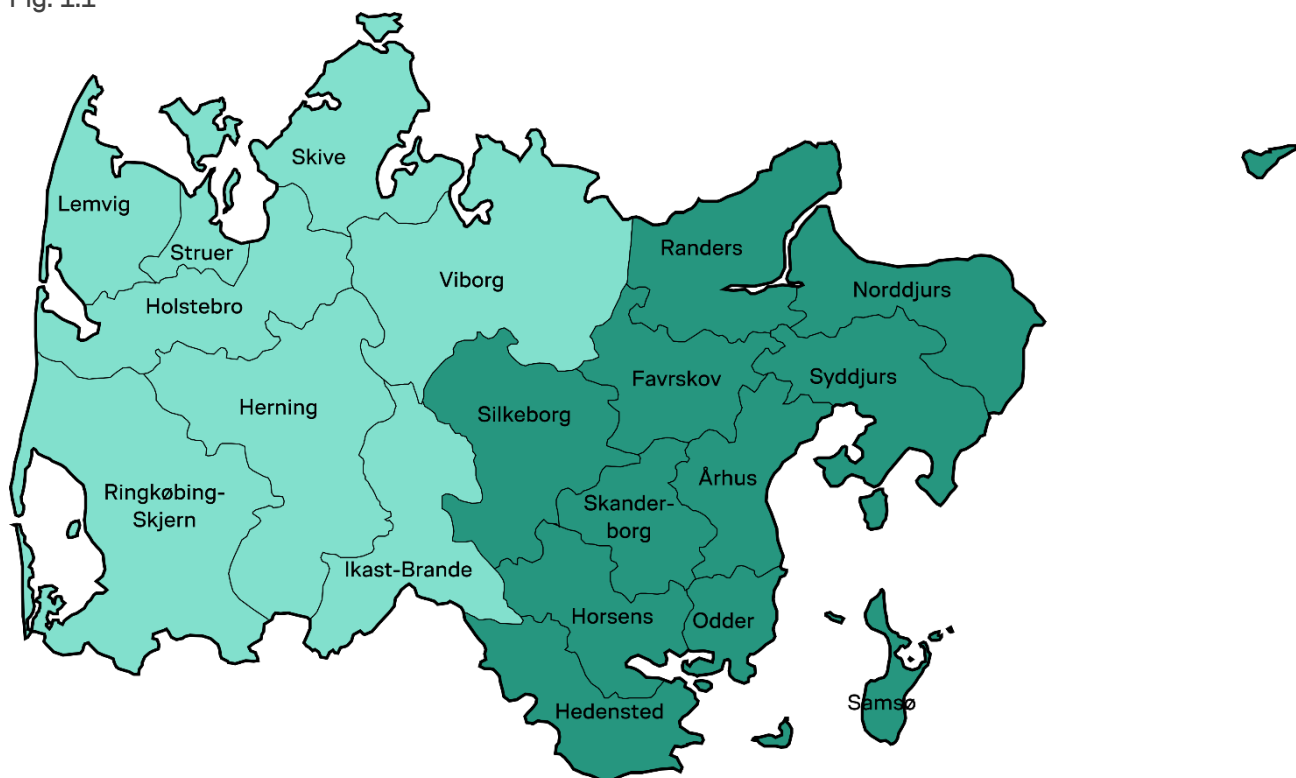 Fig. 1.1
Skive
Lemvig
Struer
Randers
Viborg
Norddjurs
Holstebro
Favrskov
Syddjurs
Herning
Silkeborg
Århus
Ringkøbing-
Skjern
Skander-
borg
Ikast-Brande
Horsens
Odder
Samsø
Hedensted